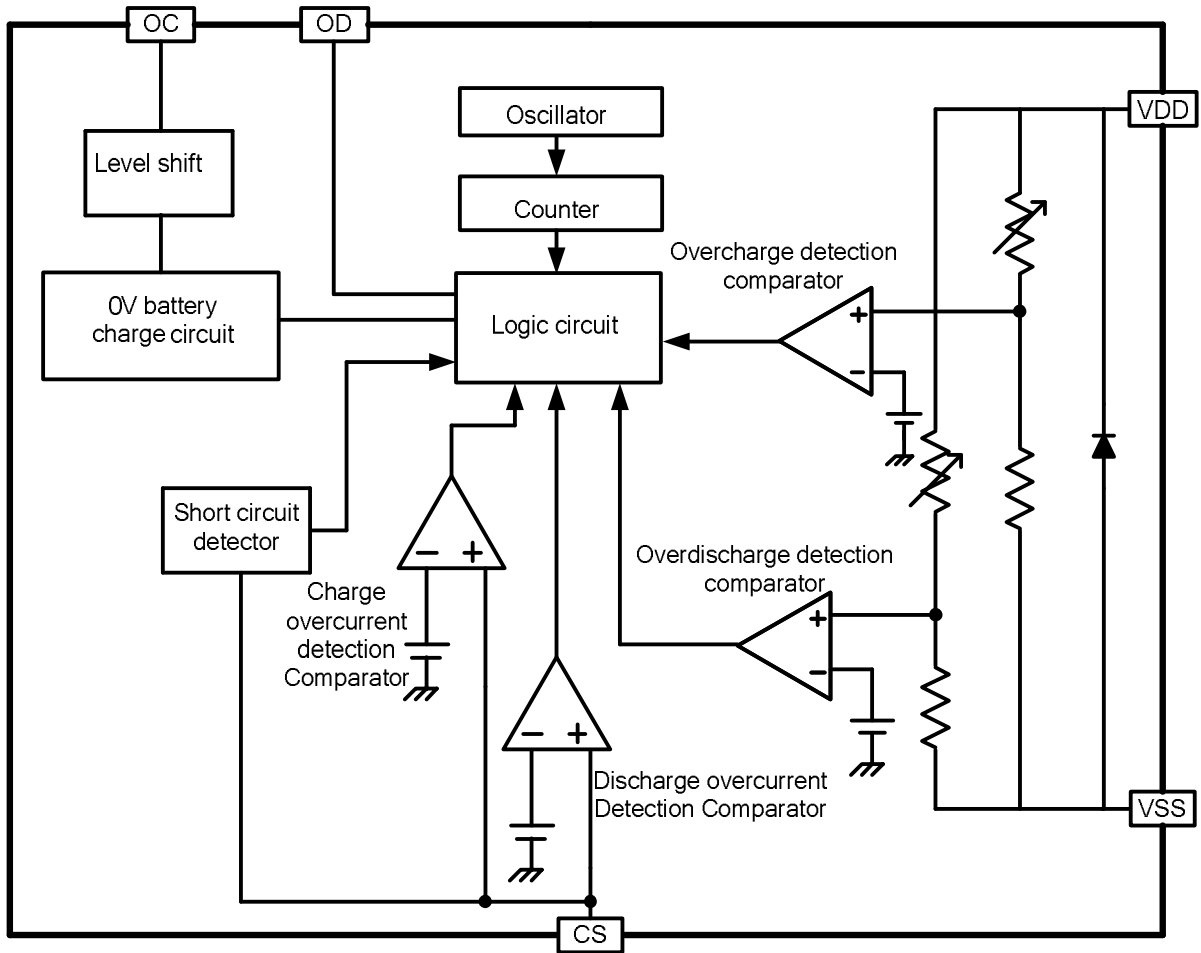 OC
OD
Oscillator
VDD
Level shift
Counter
Overcharge detection
comparator
0V battery
charge circuit
Logic circuit
+
-
Short circuit
detector
Overdischarge detection
comparator
- +
Charge
overcurrent
detection
Comparator
+
-
- +
Discharge overcurrent
Detection Comparator
VSS
CS